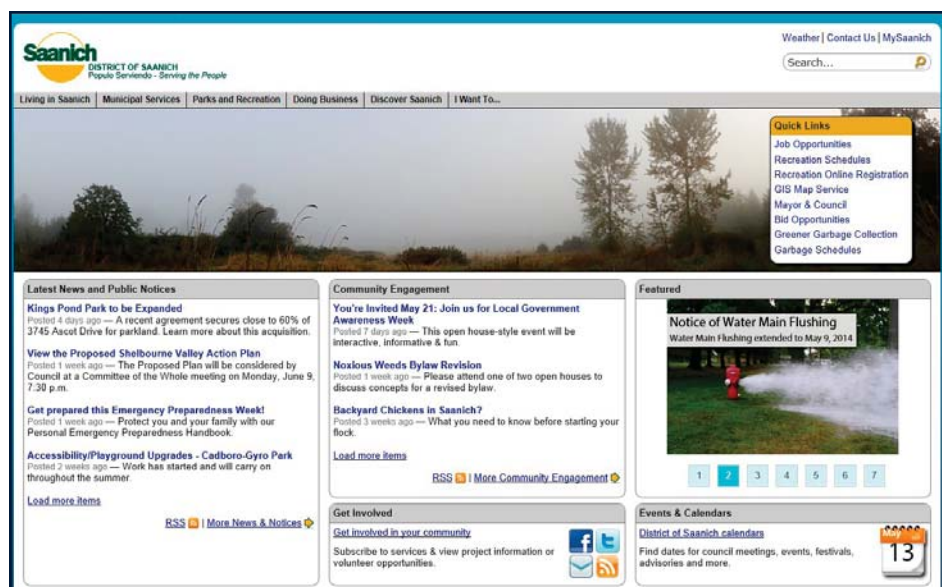 Weather | Contact Us | MySaanich
Saanich
DISTRICT OF SAANICH
Populo Serviendo - Serving the People
Search...
Living in Saanich | Municipal Services | Parks and Recreation | Doing Business | Discover Saanich | I Want To...
Quick Links
Job Opportunities
Recreation Schedules
Recreation Online Registration
GIS Map Service
Mayor & Council
Bid Opportunities
Greener Garbage Collection
Garbage Schedules
Latest News and Public Notices
Kings Pond Park to be Expanded
Posted 4 days ago — A recent agreement secures close to 60% of
3745 Ascot Drive for parkland. Learn more about this acquisition.
View the Proposed Shelbourne Valley Action Plan
Posted 1 week ago — The Proposed Plan will be considered by
Council at a Committee of the Whole meeting on Monday, June 9,
7:30 p.m.
Get prepared this Emergency Preparedness Week!
Posted 1 week ago — Protect you and your family with our
Personal Emergency Preparedness Handbook.
Accessibility/Playground Upgrades - Cadboro-Gyro Park
Posted 2 weeks ago — Work has started and will carry on
throughout the summer.
Load more items
RSS | More News & Notices
Community Engagement
You're Invited May 21: Join us for Local Government
Awareness Week
Posted 7 days ago — This open house-style event will be
interactive, informative & fun.
Noxious Weeds Bylaw Revision
Posted 1 week ago — Please attend one of two open houses to
discuss concepts for a revised bylaw.
Backyard Chickens in Saanich?
Posted 3 weeks ago — What you need to know before starting your
flock.
Load more items
RSS | More Community Engagement
Featured
Notice of Water Main Flushing
Water Main Flushing extended to May 9, 2014
1 2 3 4 5 6 7
Get Involved
Get involved in your community
Subscribe to services & view project information or
volunteer opportunities.
Events & Calendars
District of Saanich calendars
Find dates for council meetings, events, festivals,
advisories and more.
May
13